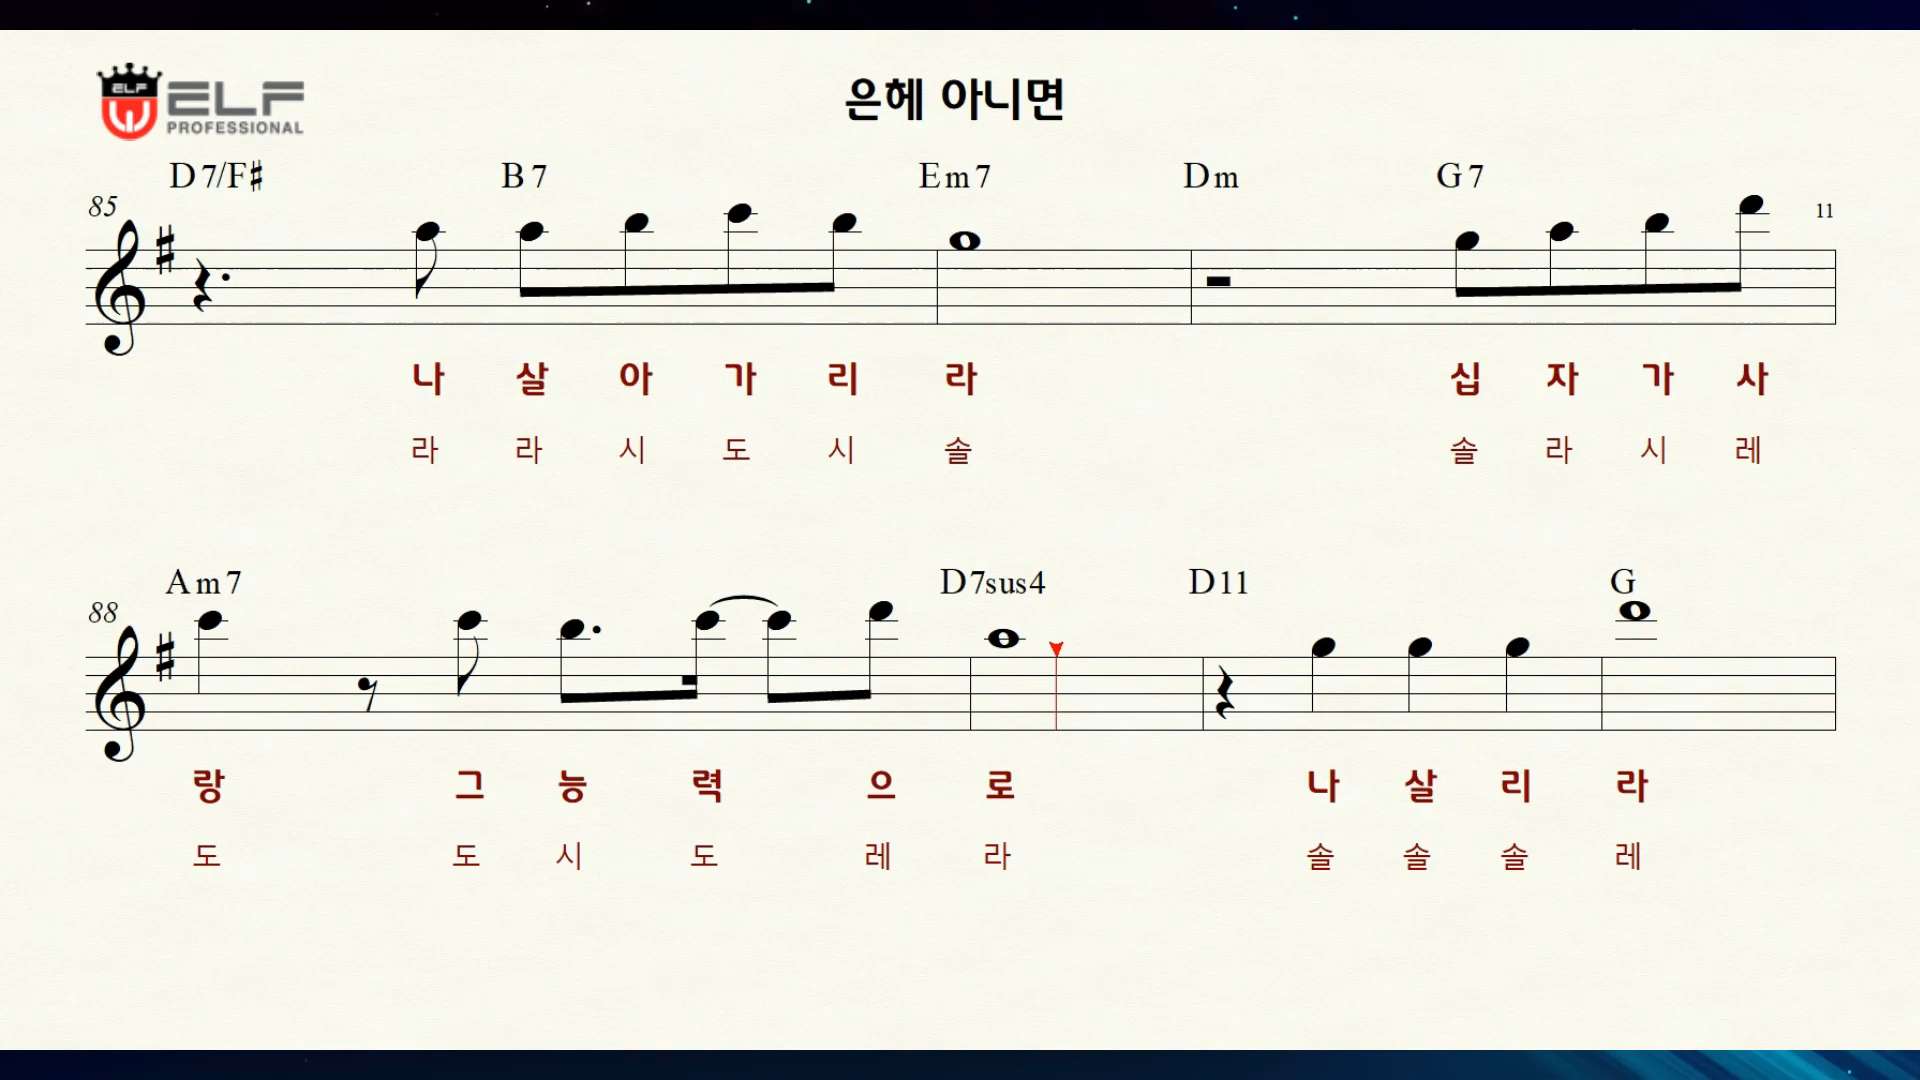 ELF
ELF
PROFESSIONAL
은혜 아니면
D7/F♯ B7 Em7 Dm G7
85
11
나 살 아 가 리 라 십 자 가 사
라 라 시 도 시 솔 솔 라 시 레
Am7 D7sus4 D11 G
88
랑 그 능 력 으 로 나 살 리 라
도 도 시 도 레 라 솔 솔 솔 레